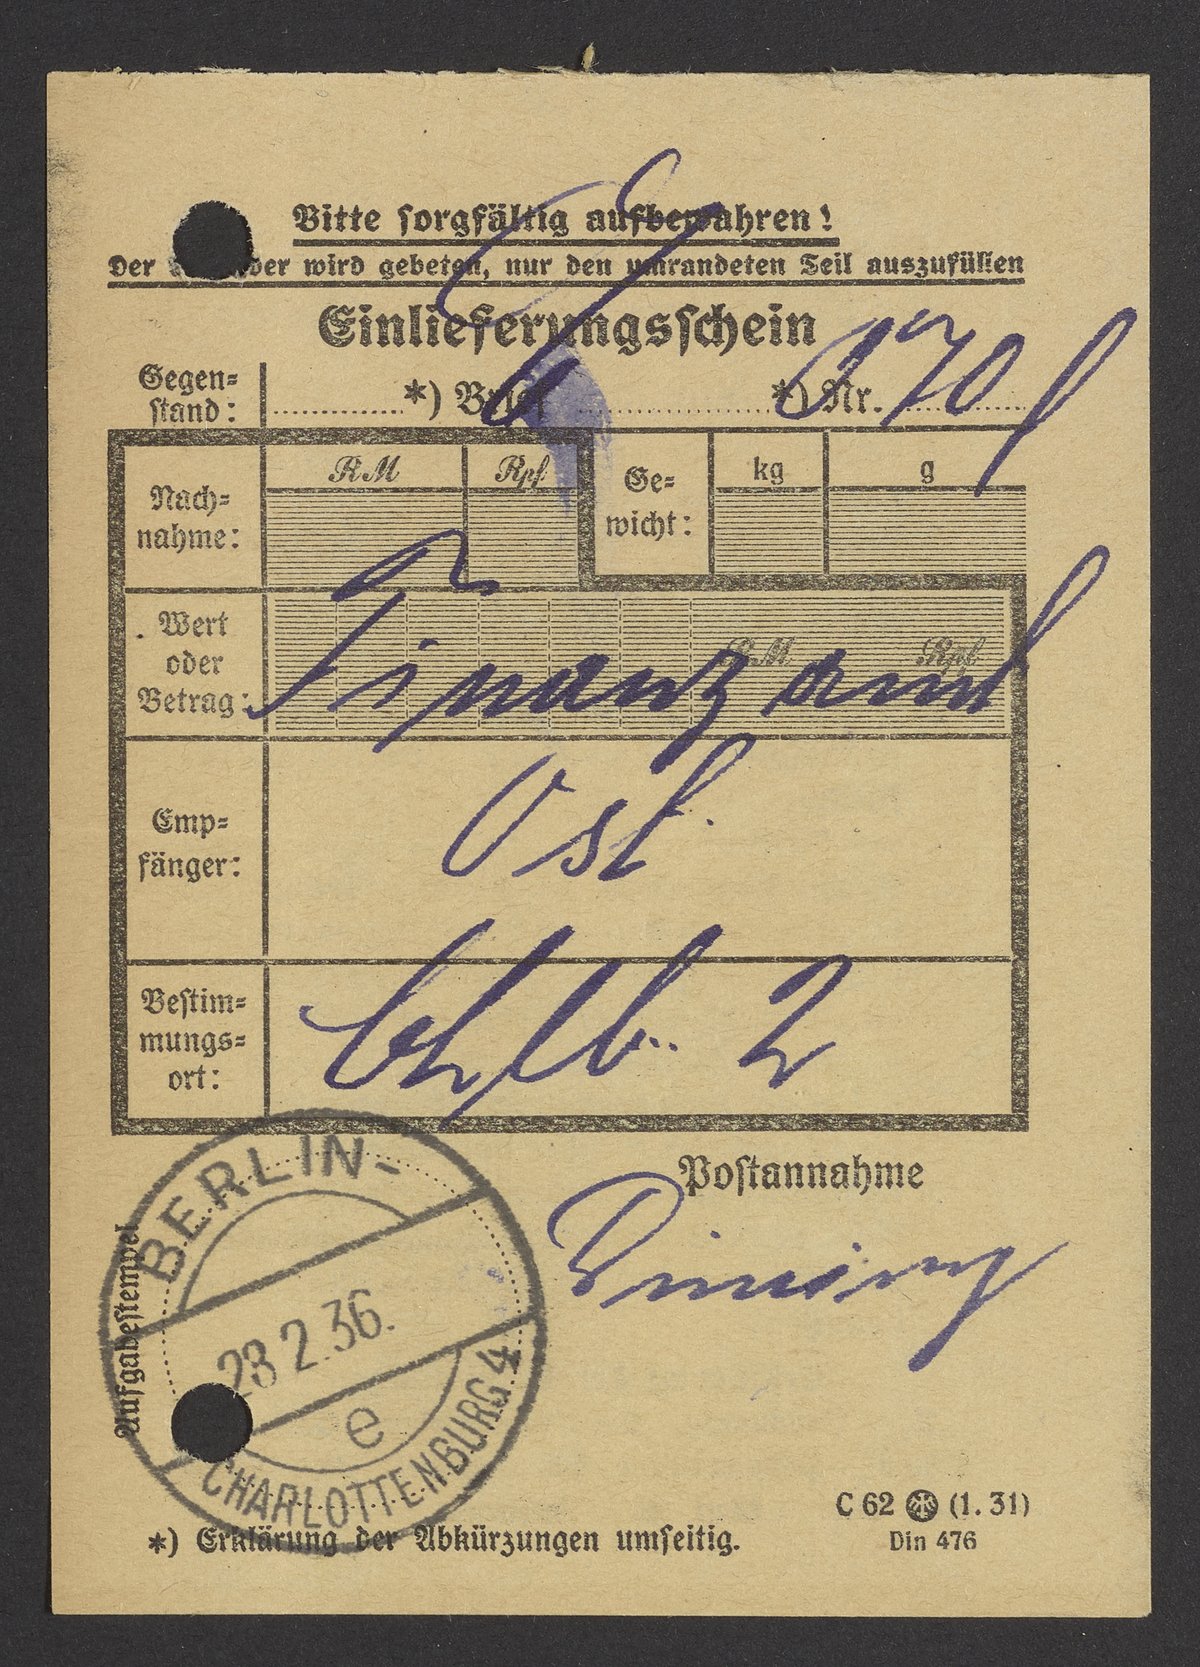 Bitte sorgfältig aufbewahren!
Der wird gebeten, nur den umrandeten Teil auszufüllen
Einlieferungsschein
Gegen=
stand: *) Brief *) Nr. 170
Nach=
nahme: RM Rpf Ge=
wicht: kg g
Wert
oder
Betrag: RM Rpf
Finanzamt
Emp=
fänger: Ost
Bestim=
mungs=
ort: Chlb. 2
Postannahme
Aufgabestempel
BERLIN-
23 2.36.
e
CHARLOTTENBURG 4
C 62 (1. 31)
Din 476
*) Erklärung der Abkürzungen umseitig.